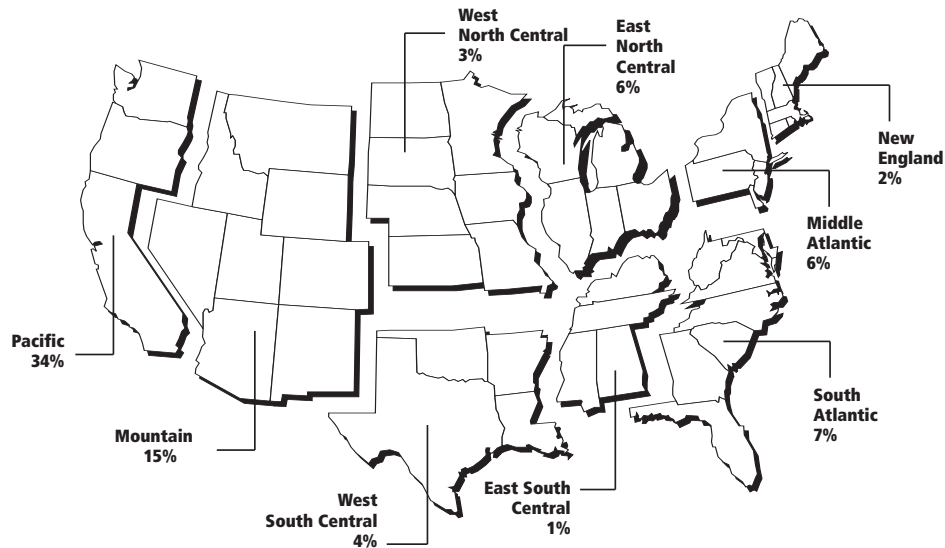 West
North Central
3%
East
North
Central
6%
New
England
2%
Middle
Atlantic
6%
Pacific
34%
South
Atlantic
7%
Mountain
15%
West
South Central
4%
East South
Central
1%